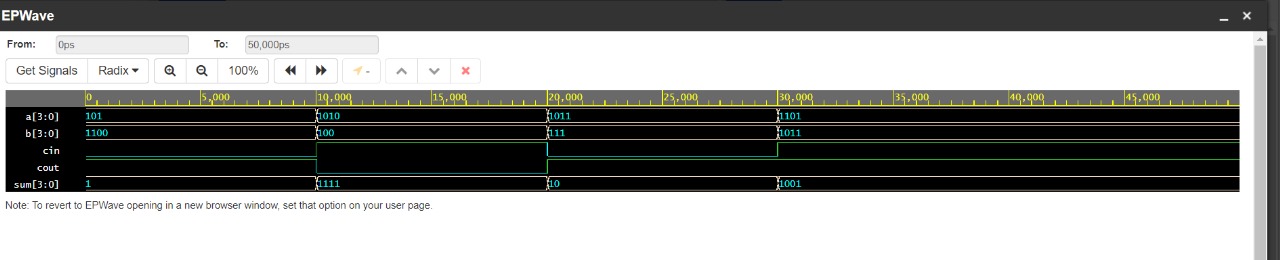 EPWave
From: 0ps To: 50,000ps
Get Signals Radix 100%
0 5,000 10,000 15,000 20,000 25,000 30,000 35,000 40,000 45,000
a[3:0] 101 1010 1011 1101
b[3:0] 1100 100 111 1011
cin
cout
sum[3:0] 1 1111 10 1001
Note: To revert to EPWave opening in a new browser window, set that option on your user page.